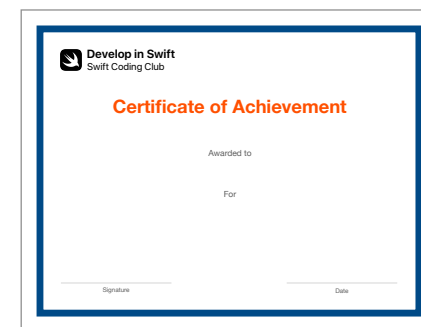 Develop in Swift
Swift Coding Club
Certificate of Achievement
Awarded to
For
Signature
Date